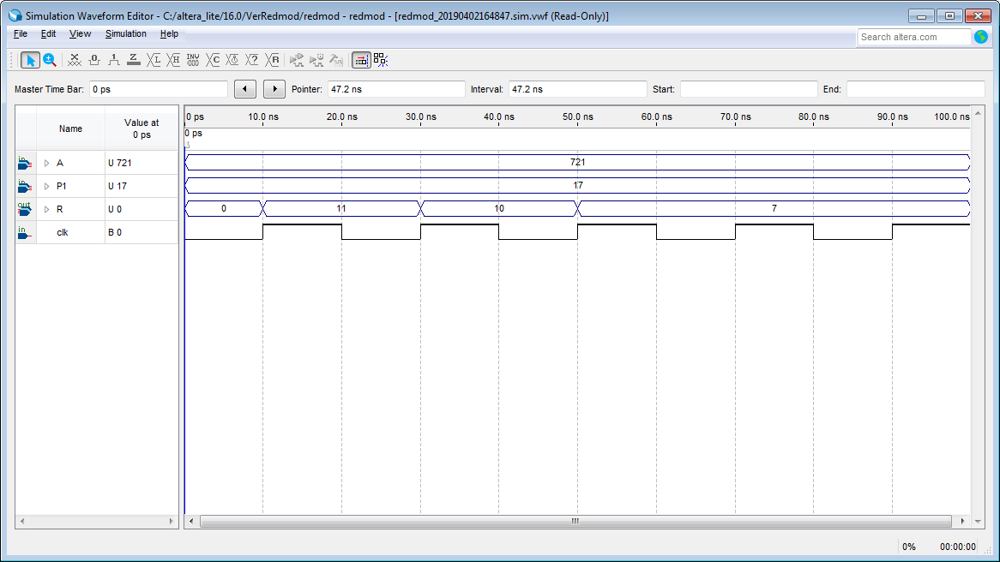 Simulation Waveform Editor - C:/altera_lite/16.0/VerRedmod/redmod - redmod - [redmod_20190402164847.sim.vwf (Read-Only)]
File Edit View Simulation Help
Search altera.com
Master Time Bar: 0 ps Pointer: 47.2 ns Interval: 47.2 ns Start: End:
Name Value at 0 ps
0 ps 10.0 ns 20.0 ns 30.0 ns 40.0 ns 50.0 ns 60.0 ns 70.0 ns 80.0 ns 90.0 ns 100.0 ns
0 ps
in A U 721 721
in P1 U 17 17
out R U 0 0 11 10 7
in clk B 0
0% 00:00:00